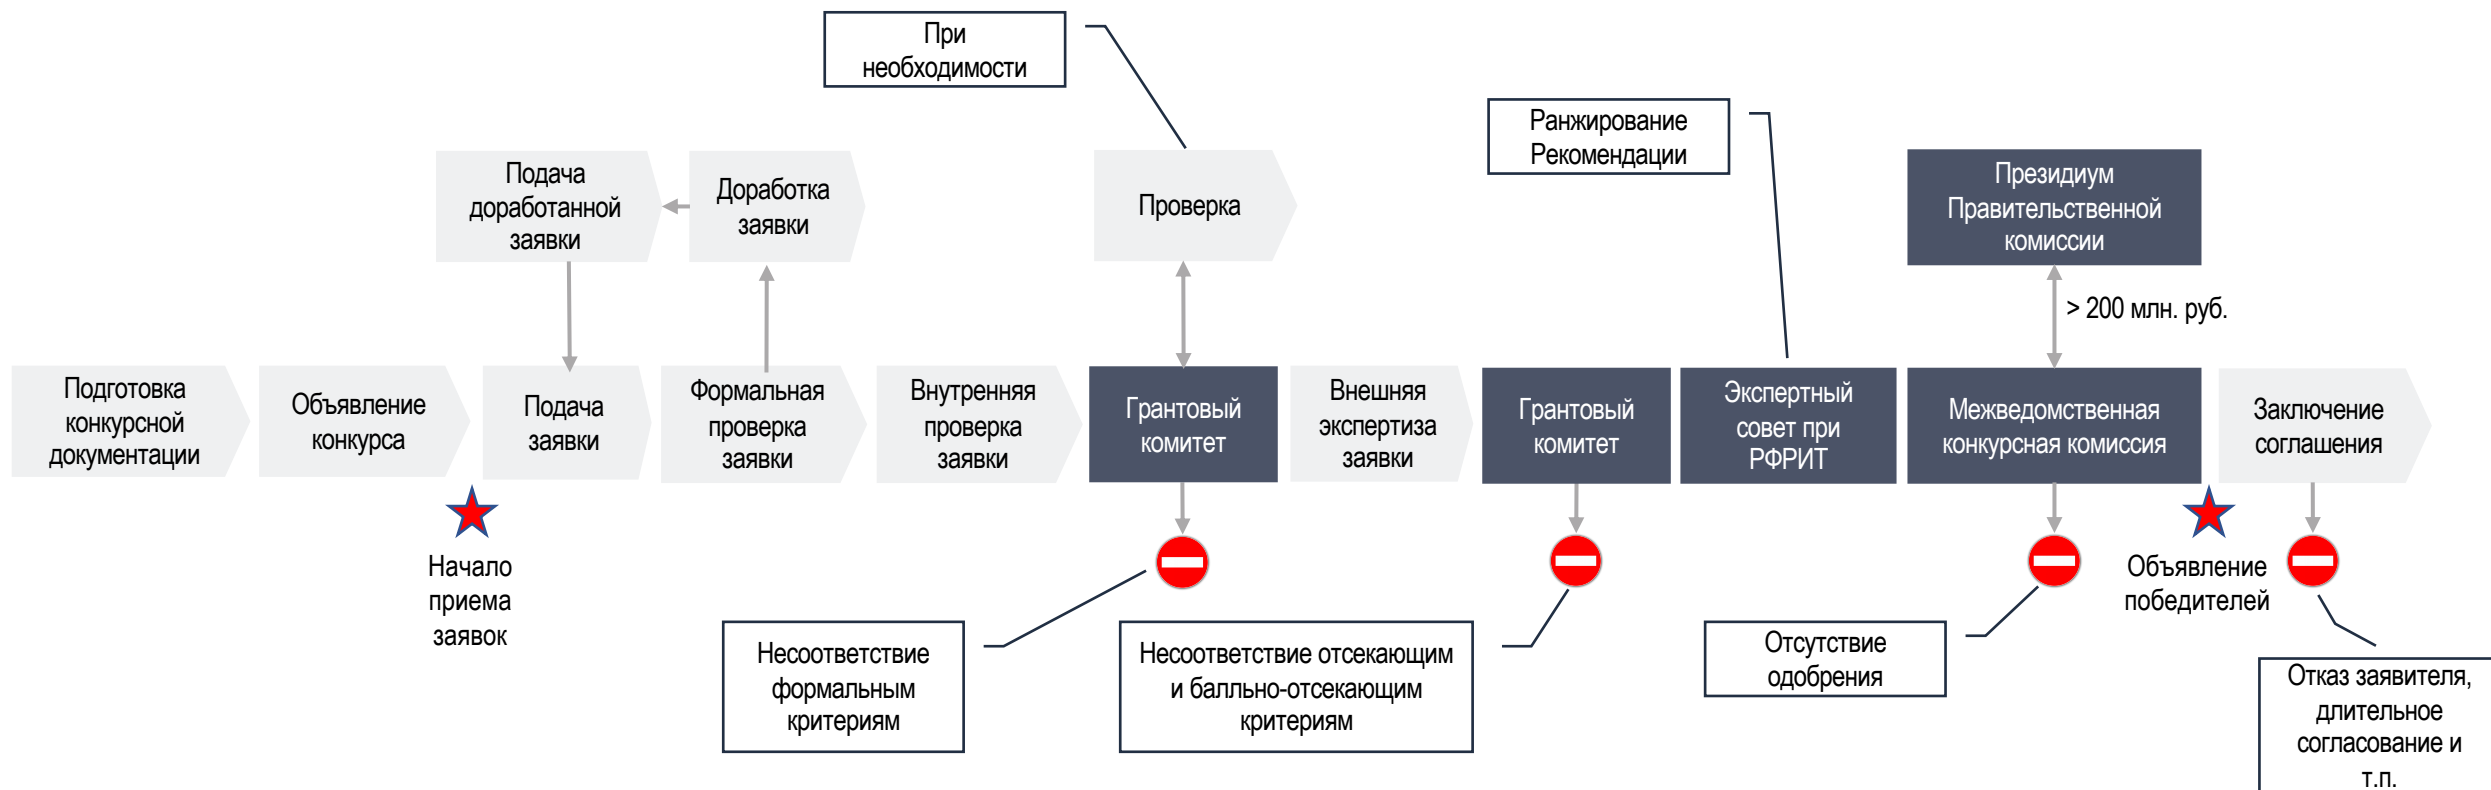 При
необходимости
Ранжирование
Рекомендации
Подача
доработанной
заявки
Доработка
заявки
Проверка
Президиум
Правительственной
комиссии
> 200 млн. руб.
Подготовка
конкурсной
документации
Объявление
конкурса
Подача
заявки
Формальная
проверка
заявки
Внутренняя
проверка
заявки
Грантовый
комитет
Внешняя
экспертиза
заявки
Грантовый
комитет
Экспертный
совет при
РФРИТ
Межведомственная
конкурсная комиссия
Заключение
соглашения
Начало
приема
заявок
Объявление
победителей
Несоответствие
формальным
критериям
Несоответствие отсекающим
и балльно-отсекающим
критериям
Отсутствие
одобрения
Отказ заявителя,
длительное
согласование и
т.п.